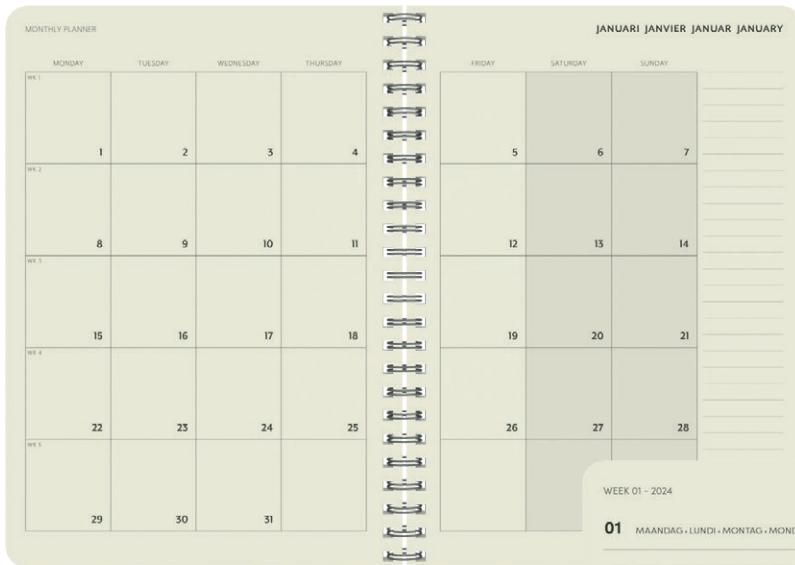 MONTHLY PLANNER
JANUARI JANVIER JANUAR JANUARY
MONDAY TUESDAY WEDNESDAY THURSDAY FRIDAY SATURDAY SUNDAY
WK 1
1 2 3 4 5 6 7
WK 2
8 9 10 11 12 13 14
WK 3
15 16 17 18 19 20 21
WK 4
22 23 24 25 26 27 28
WK 5
29 30 31
WEEK 01 - 2024
01 MAANDAG • LUNDI • MONTAG • MOND